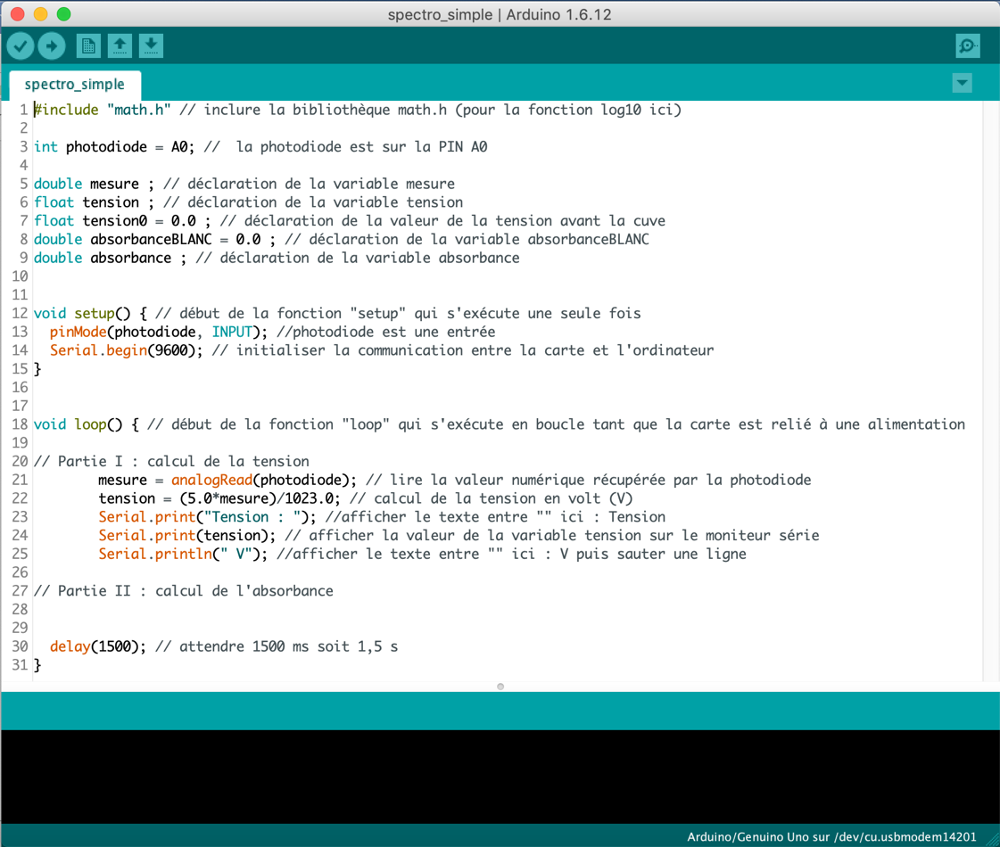 spectro_simple | Arduino 1.6.12
spectro_simple
1 #include "math.h" // inclure la bibliothèque math.h (pour la fonction log10 ici)
2
3 int photodiode = A0; //  la photodiode est sur la PIN A0
4
5 double mesure ; // déclaration de la variable mesure
6 float tension ; // déclaration de la variable tension
7 float tension0 = 0.0 ; // déclaration de la valeur de la tension avant la cuve
8 double absorbanceBLANC = 0.0 ; // déclaration de la variable absorbanceBLANC
9 double absorbance ; // déclaration de la variable absorbance
10
11
12 void setup() { // début de la fonction "setup" qui s'exécute une seule fois
13   pinMode(photodiode, INPUT); //photodiode est une entrée
14   Serial.begin(9600); // initialiser la communication entre la carte et l'ordinateur
15 }
16
17
18 void loop() { // début de la fonction "loop" qui s'exécute en boucle tant que la carte est relié à une alimentation
19
20 // Partie I : calcul de la tension
21         mesure = analogRead(photodiode); // lire la valeur numérique récupérée par la photodiode
22         tension = (5.0*mesure)/1023.0; // calcul de la tension en volt (V)
23         Serial.print("Tension : "); //afficher le texte entre "" ici : Tension
24         Serial.print(tension); // afficher la valeur de la variable tension sur le moniteur série
25         Serial.println(" V"); //afficher le texte entre "" ici : V puis sauter une ligne
26
27 // Partie II : calcul de l'absorbance
28
29
30   delay(1500); // attendre 1500 ms soit 1,5 s
31 }
Arduino/Genuino Uno sur /dev/cu.usbmodem14201